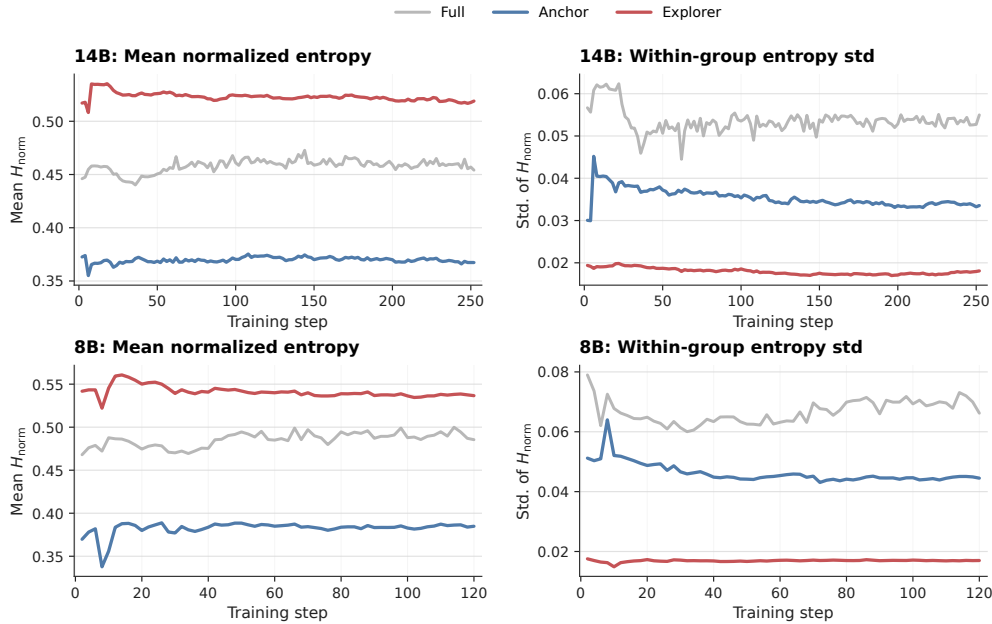 Full Anchor Explorer
14B: Mean normalized entropy
Mean H_norm
0.50
0.45
0.40
0.35
0 50 100 150 200 250
Training step
14B: Within-group entropy std
Std. of H_norm
0.06
0.05
0.04
0.03
0.02
0 50 100 150 200 250
Training step
8B: Mean normalized entropy
Mean H_norm
0.55
0.50
0.45
0.40
0.35
0 20 40 60 80 100 120
Training step
8B: Within-group entropy std
Std. of H_norm
0.08
0.06
0.04
0.02
0 20 40 60 80 100 120
Training step